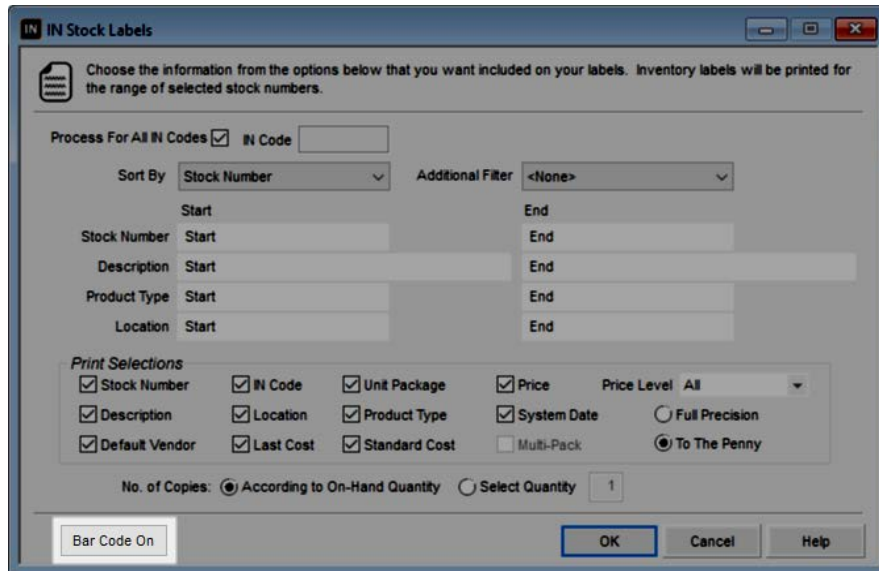 IN IN Stock Labels
Choose the information from the options below that you want included on your labels. Inventory labels will be printed for
the range of selected stock numbers.
Process For All IN Codes IN Code
Sort By Stock Number Additional Filter <None>
Start End
Stock Number Start End
Description Start End
Product Type Start End
Location Start End
Print Selections
Stock Number IN Code Unit Package Price Price Level All
Description Location Product Type System Date Full Precision
Default Vendor Last Cost Standard Cost Multi-Pack To The Penny
No. of Copies: According to On-Hand Quantity Select Quantity 1
Bar Code On OK Cancel Help